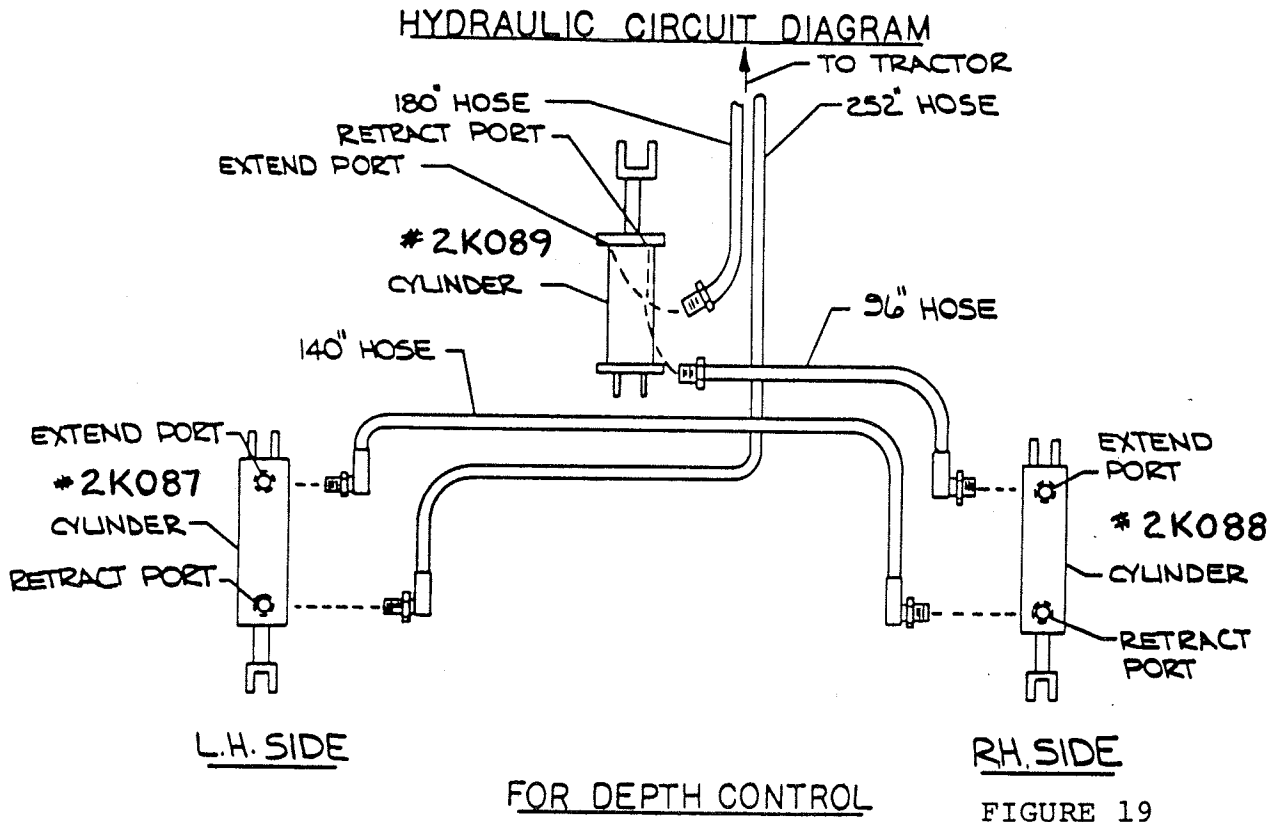 HYDRAULIC CIRCUIT DIAGRAM
TO TRACTOR
180" HOSE
252" HOSE
RETRACT PORT
EXTEND PORT
#2K089
CYLINDER
96" HOSE
140" HOSE
EXTEND PORT
#2K087
CYLINDER
RETRACT PORT
EXTEND
PORT
#2K088
CYLINDER
RETRACT
PORT
L.H. SIDE
RH. SIDE
FOR DEPTH CONTROL
FIGURE 19